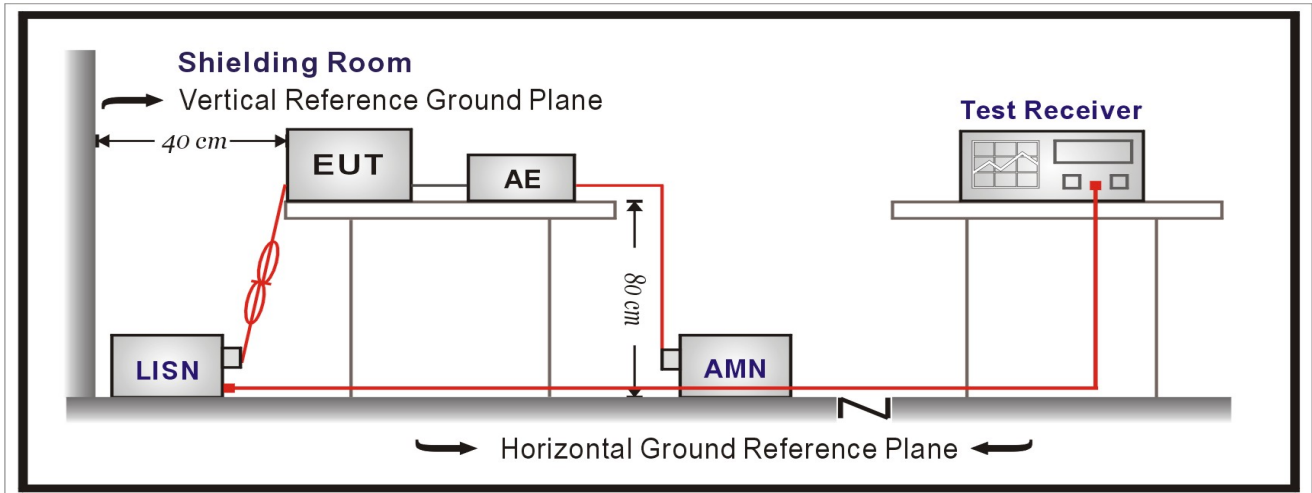 Shielding Room
Vertical Reference Ground Plane
40 cm
EUT
AE
Test Receiver
80 cm
LISN
AMN
Horizontal Ground Reference Plane